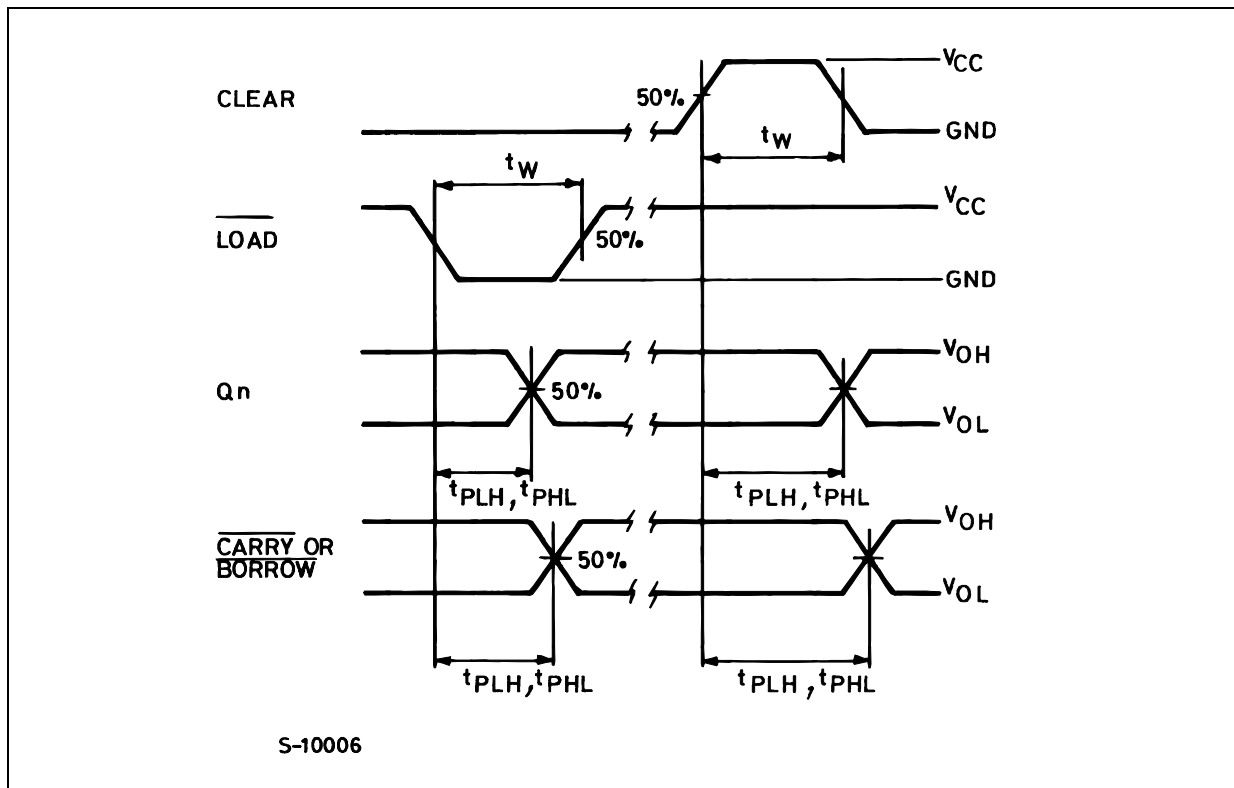 CLEAR
50%
VCC
tW
GND
tW
VCC
LOAD
50%
GND
VOH
Qn
50%
VOL
tPLH, tPHL
tPLH, tPHL
VOH
CARRY OR
BORROW
50%
VOL
tPLH, tPHL
tPLH, tPHL
S-10006